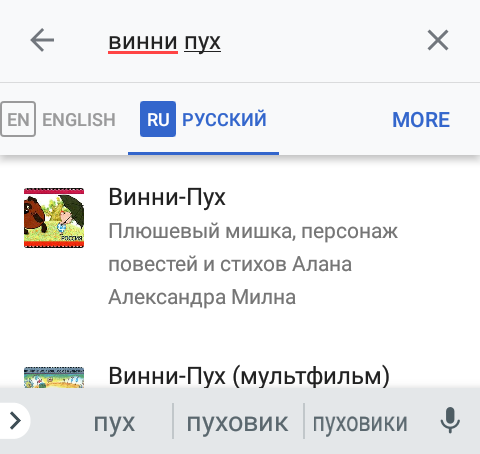 винни пух
EN ENGLISH RU РУССКИЙ MORE
Винни-Пух
Плюшевый мишка, персонаж
повестей и стихов Алана
Александра Милна
РОССИЯ
Винни-Пух (мультфильм)
пух пуховик пуховики